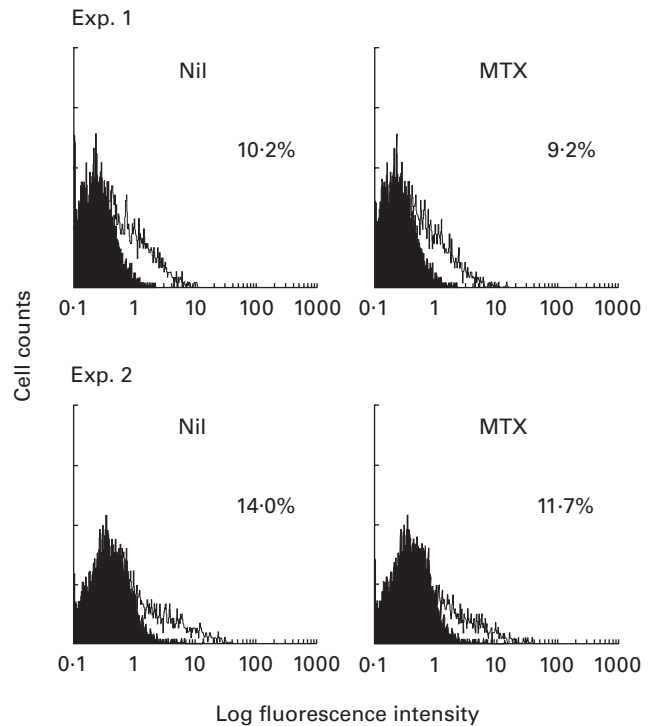 Exp. 1
Nil
MTX
10·2%
9·2%
0·1 1 10 100 1000
0·1 1 10 100 1000
Cell counts
Exp. 2
Nil
MTX
14·0%
11·7%
0·1 1 10 100 1000
0·1 1 10 100 1000
Log fluorescence intensity